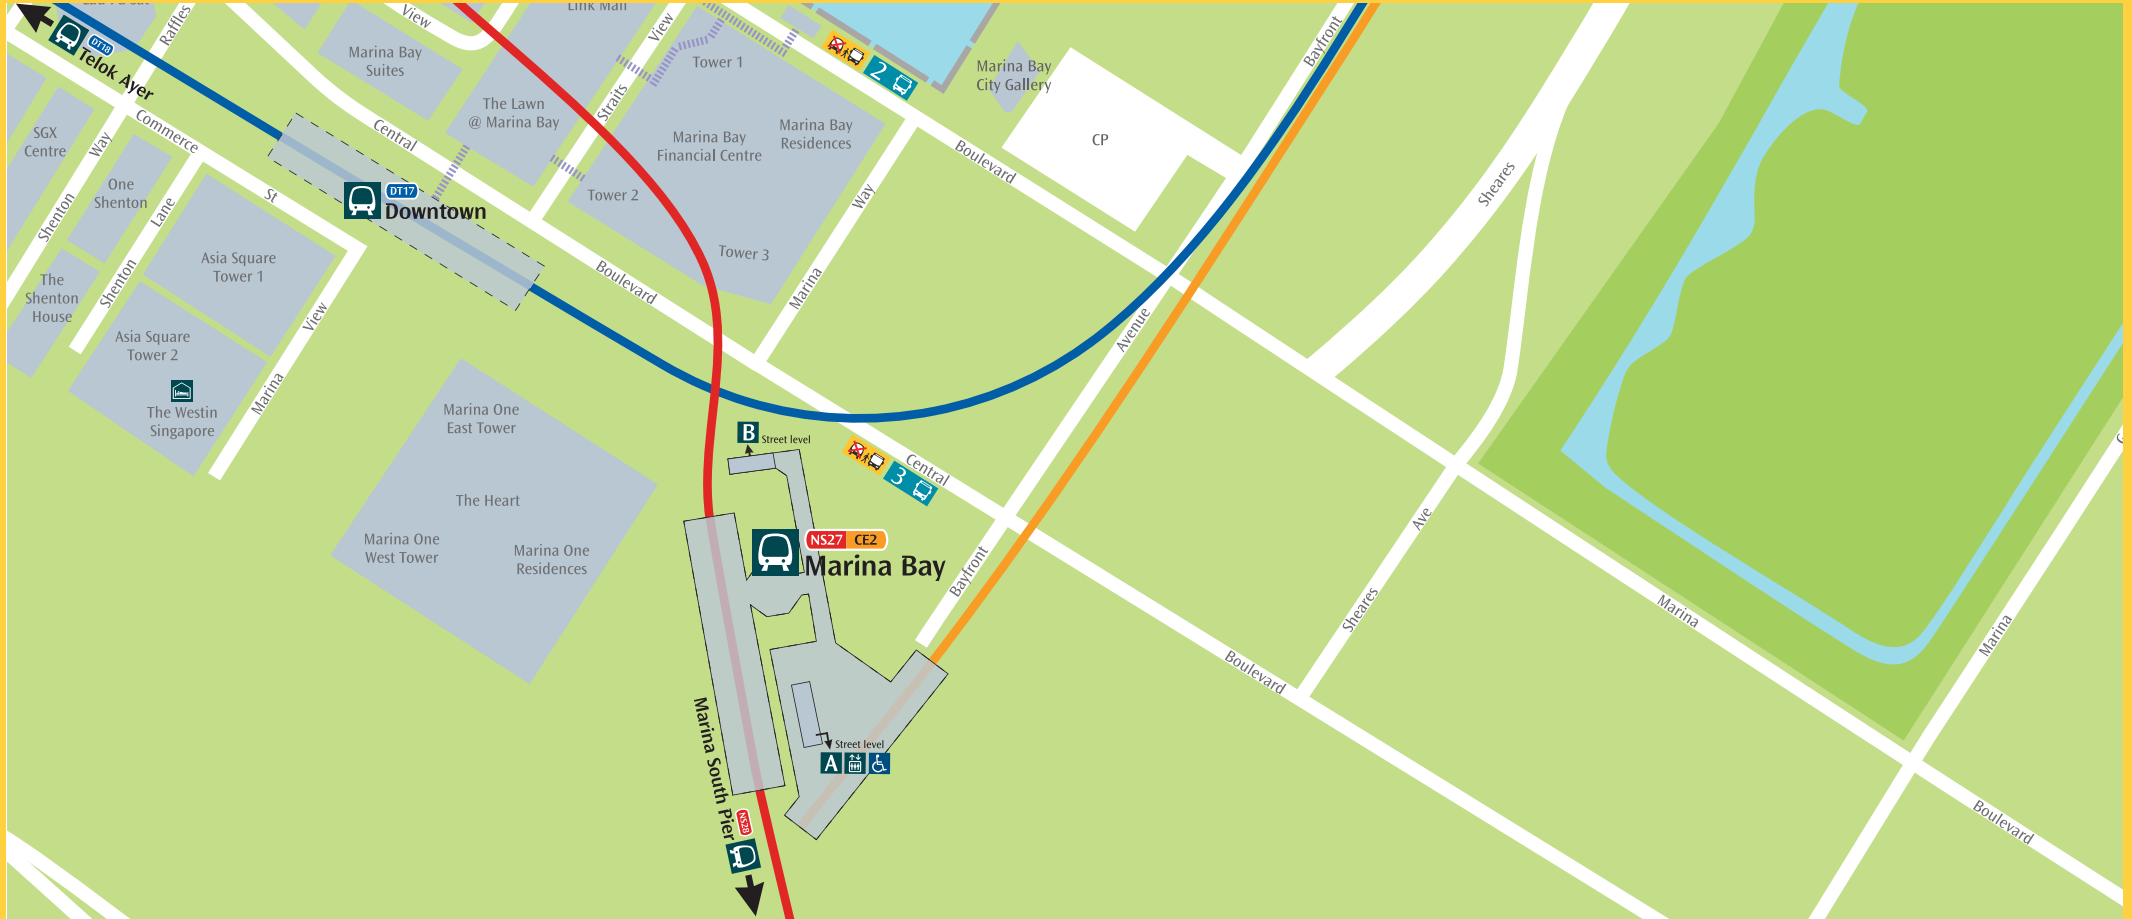 Raffles
View
Link Mall
View
DT18
Telok Ayer
Marina Bay
Suites
Tower 1
2
Marina Bay
City Gallery
Bayfront
SGX
Centre
Way
Commerce
Central
The Lawn
@ Marina Bay
Straits
Marina Bay
Financial Centre
Marina Bay
Residences
Boulevard
CP
Sheares
One
Shenton
St
DT17
Downtown
Tower 2
Way
Shenton
Lane
Tower 3
Asia Square
Tower 1
Boulevard
Marina
The
Shenton
House
Shenton
View
Avenue
Asia Square
Tower 2
The Westin
Singapore
Marina
Marina One
East Tower
B
Street level
3
Central
The Heart
Marina One
West Tower
Marina One
Residences
NS27
CE2
Marina Bay
Bayfront
Ave
Sheares
Marina
Marina
Boulevard
Marina South Pier
NS28
Street level
A
Boulevard